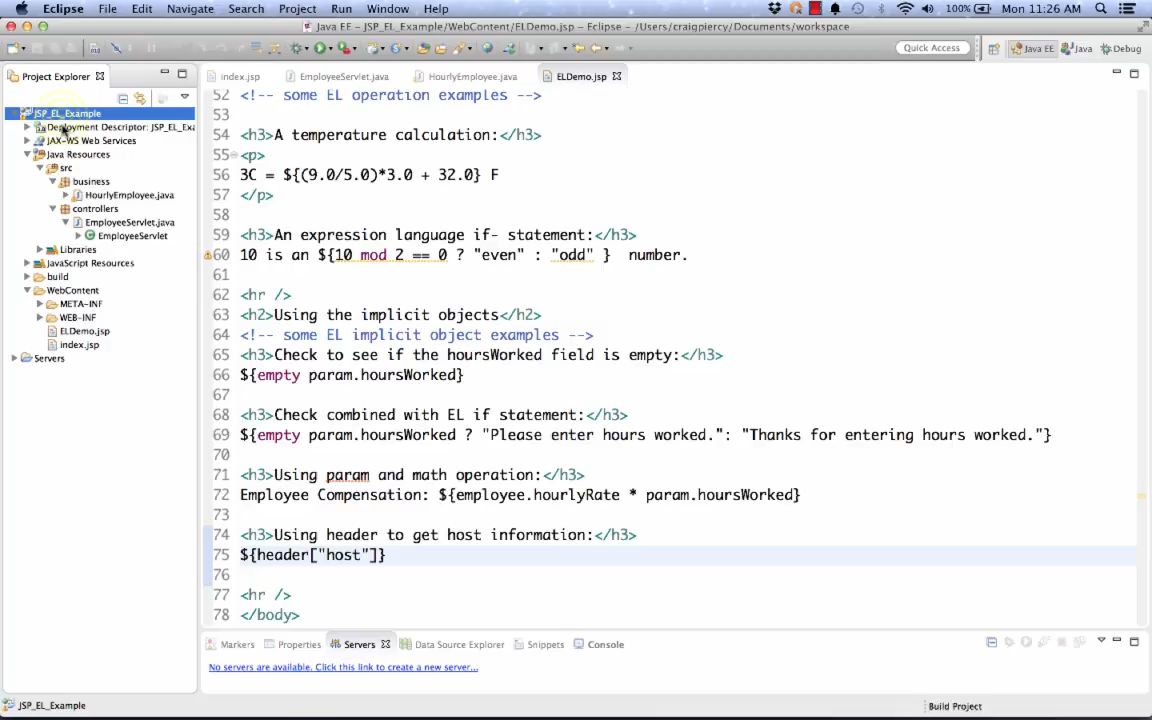 Eclipse File Edit Navigate Search Project Run Window Help 100% Mon 11:26 AM
Java EE - JSP_EL_Example/WebContent/ELDemo.jsp - Eclipse - /Users/craigpiercy/Documents/workspace
Quick Access Java EE Java Debug
Project Explorer
JSP_EL_Example
Deployment Descriptor: JSP_EL_Exa
JAX-WS Web Services
Java Resources
src
business
HourlyEmployee.java
controllers
EmployeeServlet.java
EmployeeServlet
Libraries
JavaScript Resources
build
WebContent
META-INF
WEB-INF
ELDemo.jsp
index.jsp
Servers
index.jsp EmployeeServlet.java HourlyEmployee.java ELDemo.jsp
52 <!-- some EL operation examples -->
53
54 <h3>A temperature calculation:</h3>
55 <p>
56 3C = ${(9.0/5.0)*3.0 + 32.0} F
57 </p>
58
59 <h3>An expression language if- statement:</h3>
60 10 is an ${10 mod 2 == 0 ? "even" : "odd" }  number.
61
62 <hr />
63 <h2>Using the implicit objects</h2>
64 <!-- some EL implicit object examples -->
65 <h3>Check to see if the hoursWorked field is empty:</h3>
66 ${empty param.hoursWorked}
67
68 <h3>Check combined with EL if statement:</h3>
69 ${empty param.hoursWorked ? "Please enter hours worked.": "Thanks for entering hours worked."}
70
71 <h3>Using param and math operation:</h3>
72 Employee Compensation: ${employee.hourlyRate * param.hoursWorked}
73
74 <h3>Using header to get host information:</h3>
75 ${header["host"]}
76
77 <hr />
78 </body>
Markers Properties Servers Data Source Explorer Snippets Console
No servers are available. Click this link to create a new server...
JSP_EL_Example Build Project